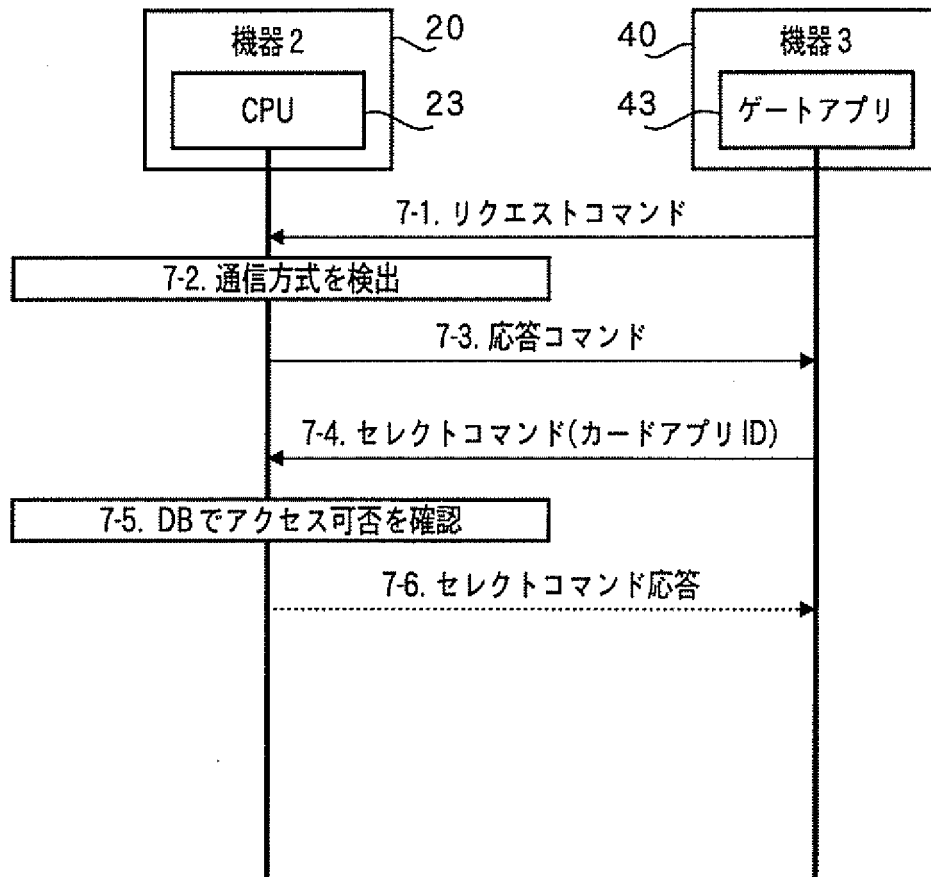 機器2
20
40
機器3
CPU
23
43
ゲートアプリ
7-1. リクエストコマンド
7-2. 通信方式を検出
7-3. 応答コマンド
7-4. セレクトコマンド(カードアプリID)
7-5. DBでアクセス可否を確認
7-6. セレクトコマンド応答